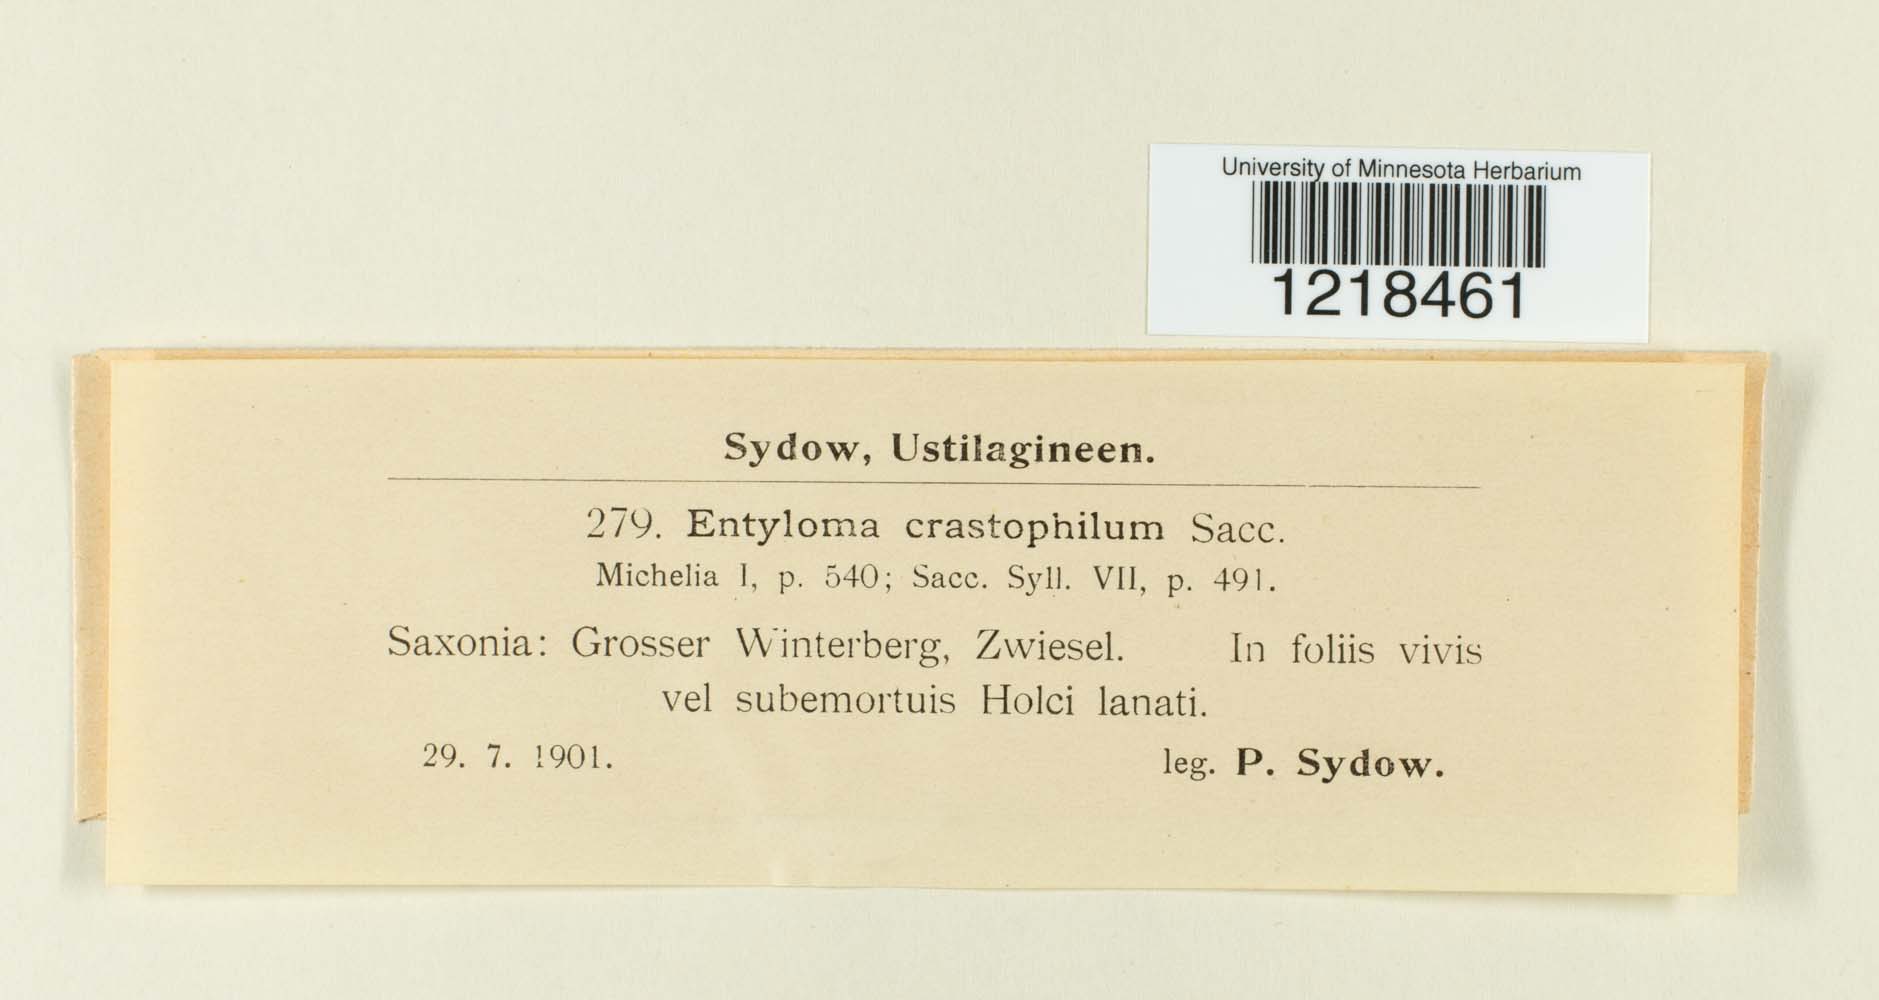 University of Minnesota Herbarium
1218461
Sydow, Ustilagineen.
279. Entyloma crastophilum Sacc.
Michelia I, p. 540; Sacc. Syll. VII, p. 491.
Saxonia: Grosser Winterberg, Zwiesel. In foliis vivis
vel subemortuis Holci lanati.
29. 7. 1901. leg. P. Sydow.